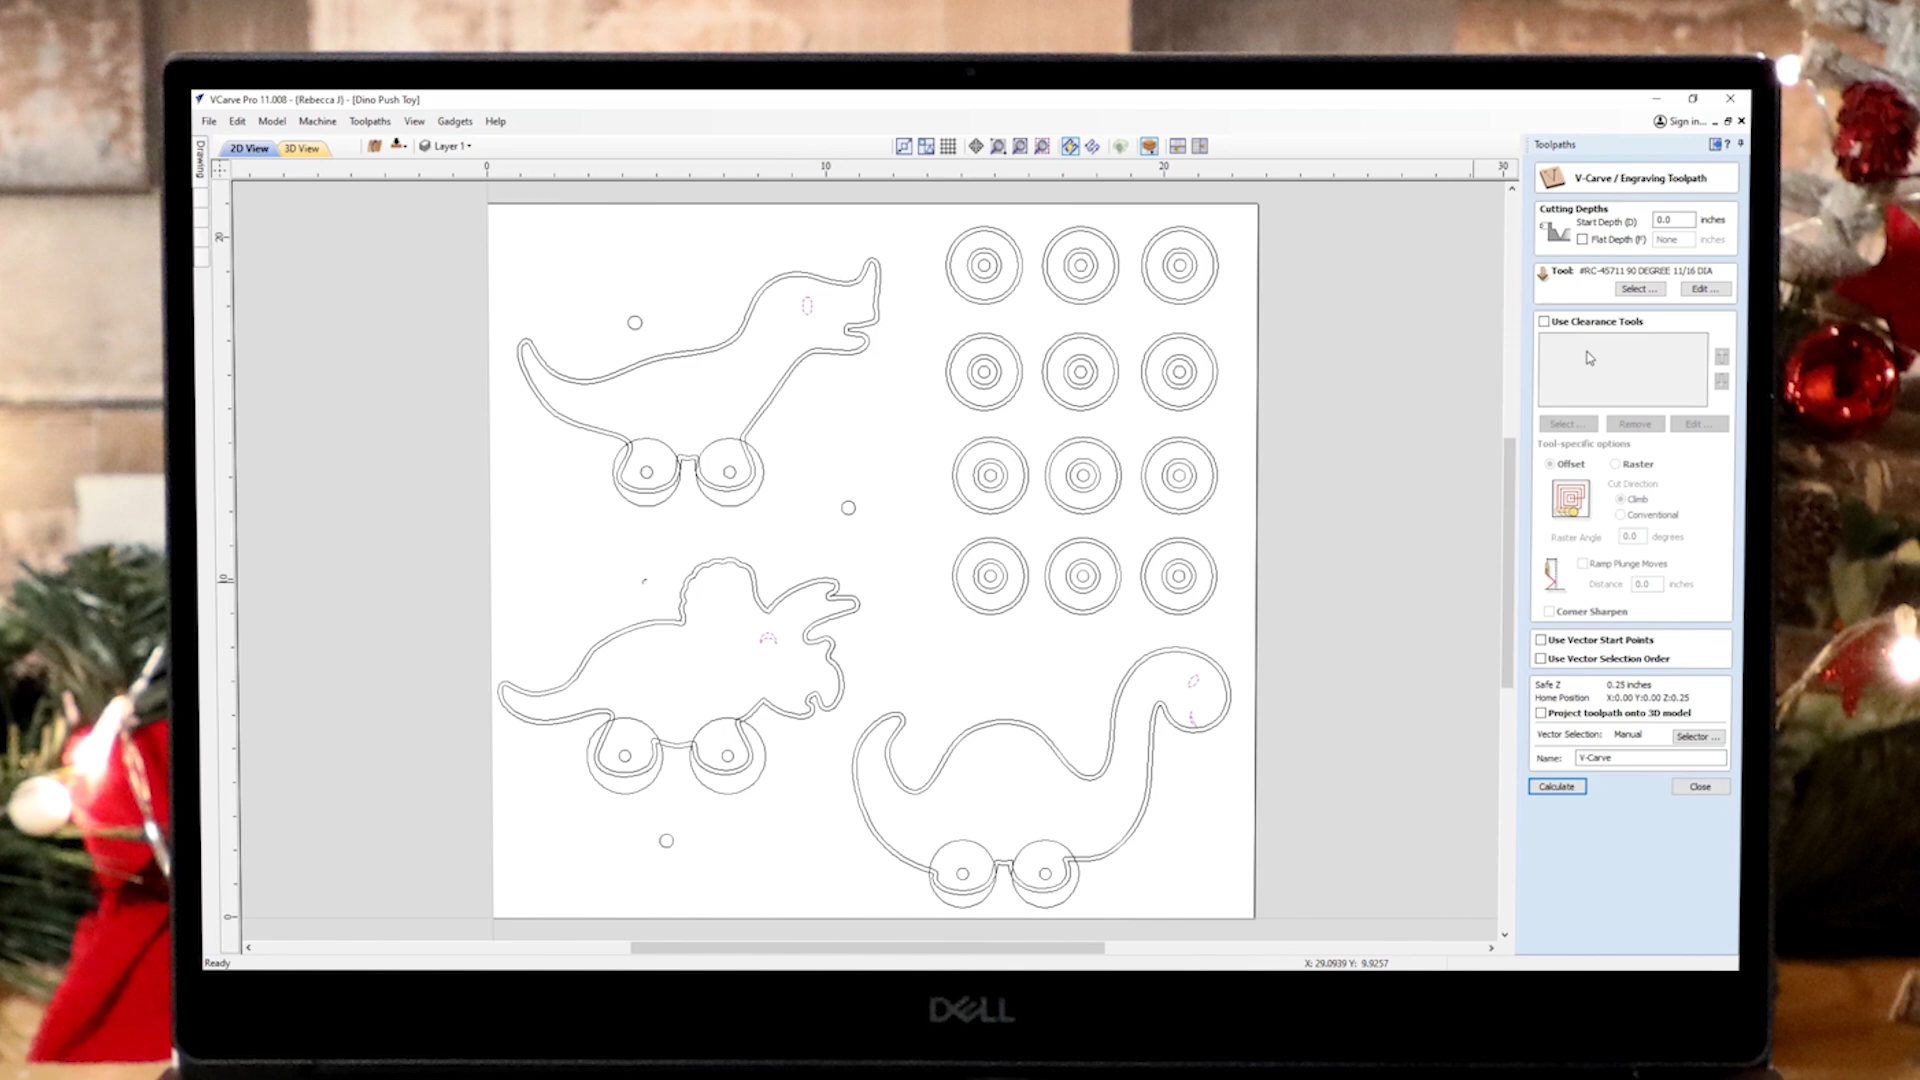 VCarve Pro 11.008 - {Rebecca J} - [Dino Push Toy]
File Edit Model Machine Toolpaths View Gadgets Help
Sign in...
Drawing
2D View 3D View Layer 1
Toolpaths ?
0 10 20 30
20
10
0
V-Carve / Engraving Toolpath
Cutting Depths
Start Depth (D) 0.0 inches
Flat Depth (F) None inches
Tool: #RC-45711 90 DEGREE 11/16 DIA
Select ... Edit ...
Use Clearance Tools
Select ... Remove Edit ...
Tool-specific options
Offset Raster
Cut Direction
Climb
Conventional
Raster Angle 0.0 degrees
Ramp Plunge Moves
Distance 0.0 inches
Corner Sharpen
Use Vector Start Points
Use Vector Selection Order
Safe Z 0.25 inches
Home Position X:0.00 Y:0.00 Z:0.25
Project toolpath onto 3D model
Vector Selection: Manual Selector ...
Name: V-Carve
Calculate Close
Ready
X: 29.0939 Y: 9.9257
DELL